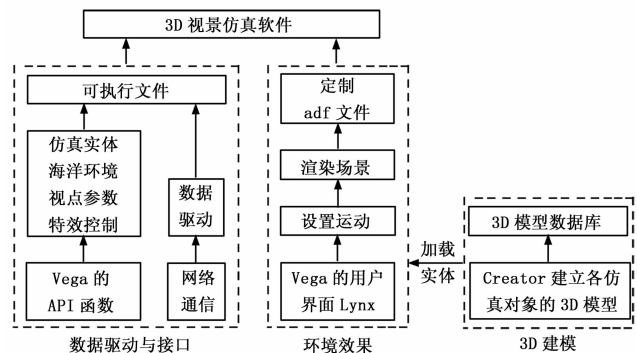 3D 视景仿真软件
可执行文件
仿真实体
海洋环境
视点参数
特效控制
数据
驱动
Vega 的
API 函数
网络
通信
数据驱动与接口
定制
adf 文件
渲染场景
设置运动
Vega 的用户
界面 Lynx
环境效果
加载
实体
3D 模型数据库
Creator 建立各仿
真对象的 3D 模型
3D 建模